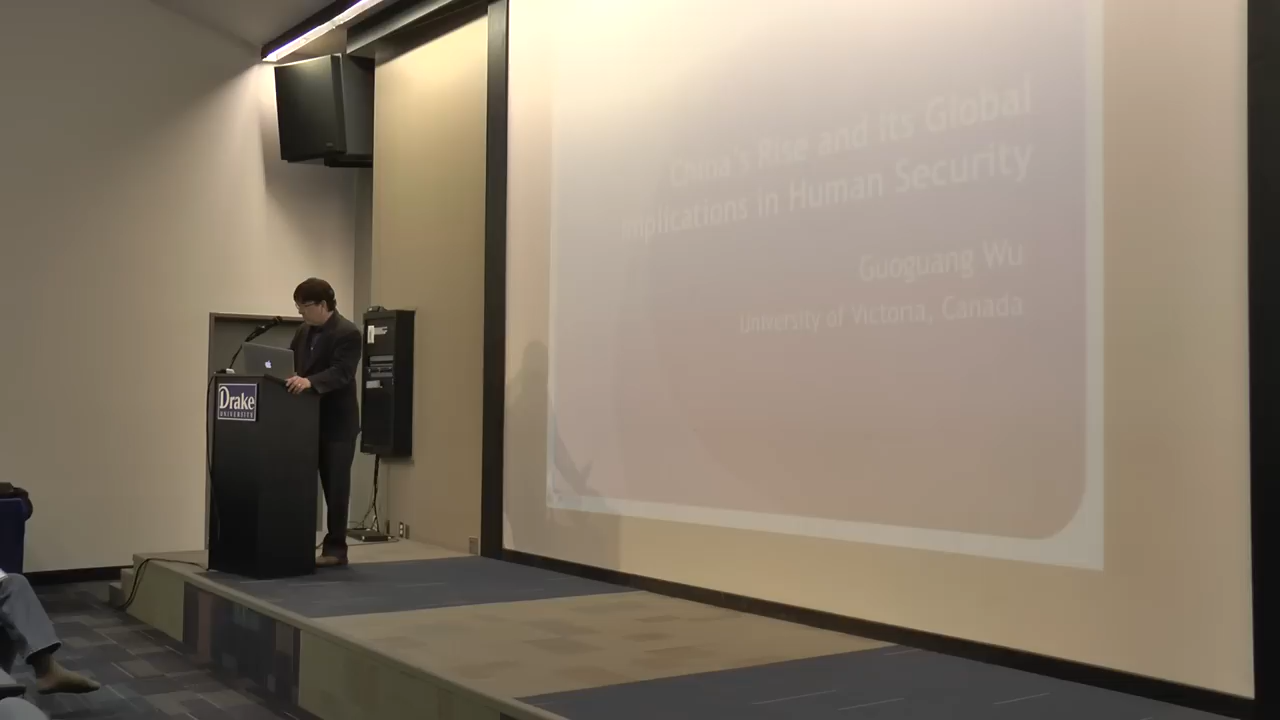 China's Rise and Its Global
Implications in Human Security
Guoguang Wu
University of Victoria, Canada
Drake
UNIVERSITY